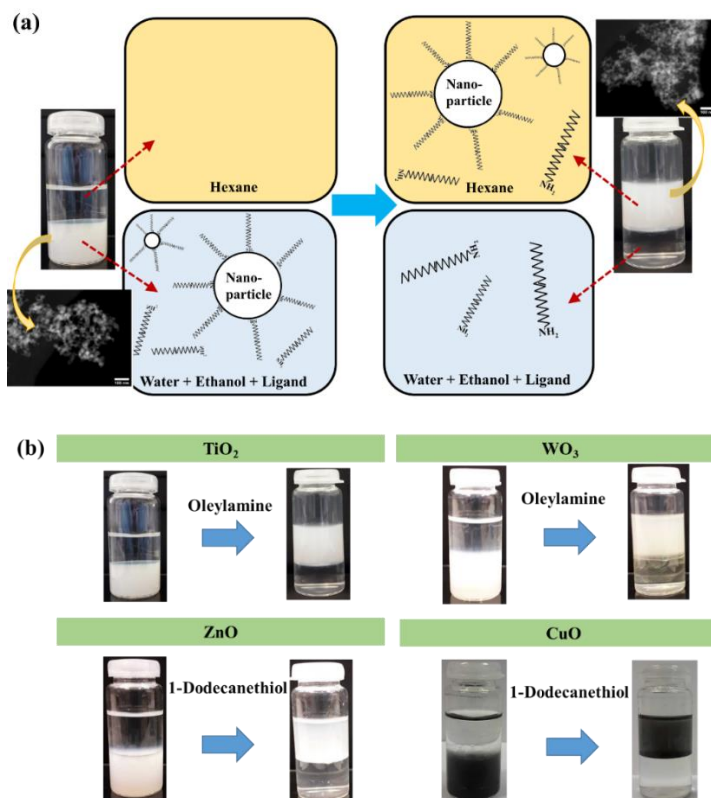 (a)
Nano-
particle
NH2
Hexane
Hexane
Nano-
particle
NH2
Water + Ethanol + Ligand
Water + Ethanol + Ligand
(b)
TiO2
WO3
Oleylamine
Oleylamine
ZnO
CuO
1-Dodecanethiol
1-Dodecanethiol